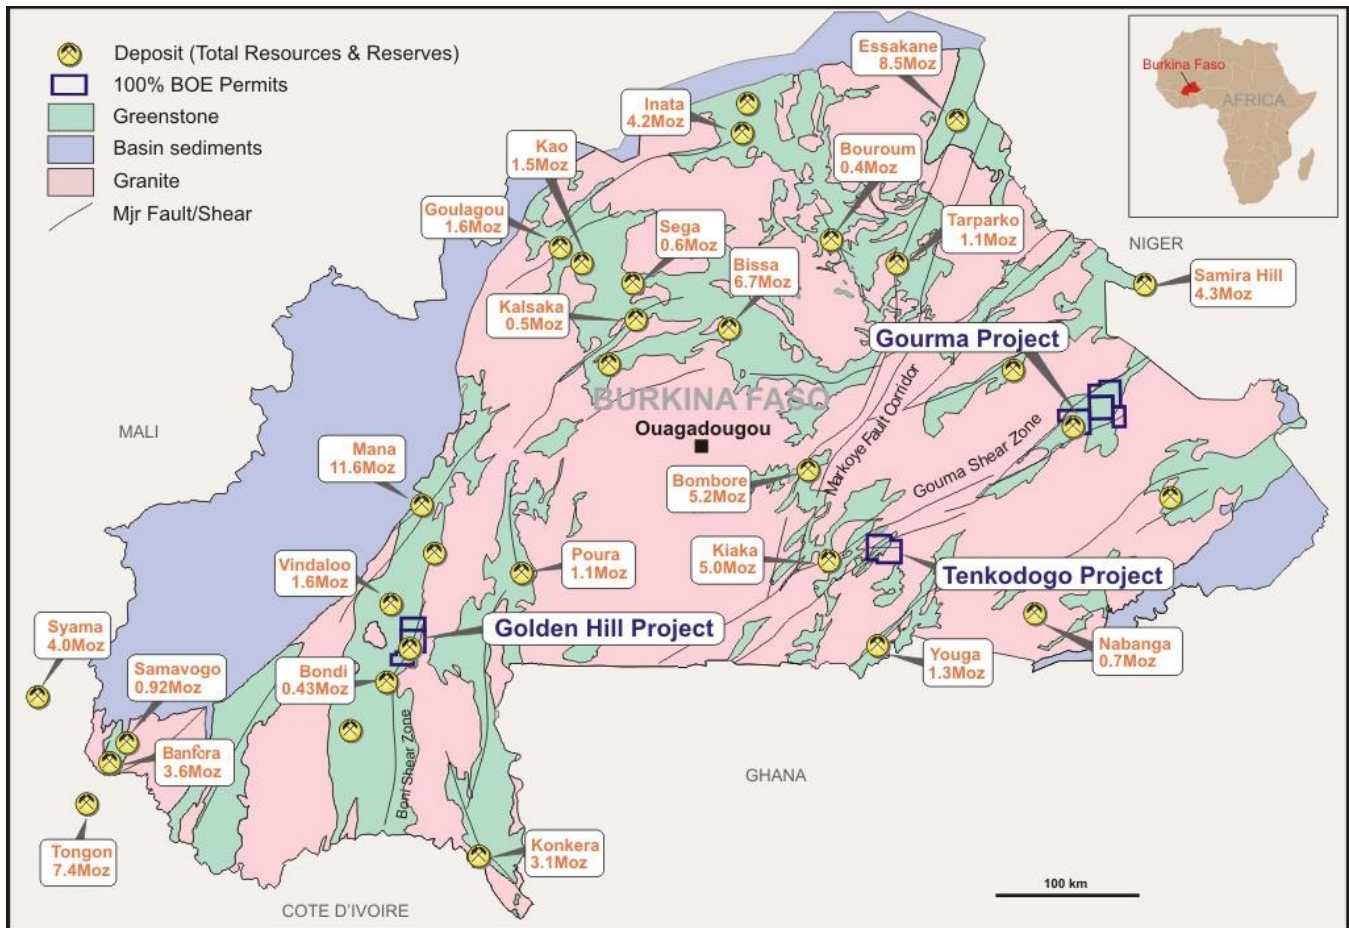 Deposit (Total Resources & Reserves)
100% BOE Permits
Greenstone
Basin sediments
Granite
Mjr Fault/Shear
Essakane
8.5Moz
Burkina Faso
AFRICA
Inata
4.2Moz
Kao
1.5Moz
Bouroum
0.4Moz
Goulagou
1.6Moz
Sega
0.6Moz
Tarparko
1.1Moz
NIGER
Bissa
6.7Moz
Samira Hill
4.3Moz
Kalsaka
0.5Moz
Gourma Project
BURKINA FASO
Markoye Fault Corridor
MALI
Ouagadougou
Gouma Shear Zone
Mana
11.6Moz
Bombore
5.2Moz
Vindaloo
1.6Moz
Poura
1.1Moz
Kiaka
5.0Moz
Tenkodogo Project
Golden Hill Project
Syama
4.0Moz
Samavogo
0.92Moz
Bondi
0.43Moz
Youga
1.3Moz
Nabanga
0.7Moz
Banfora
3.6Moz
Boni Shear Zone
GHANA
Tongon
7.4Moz
Konkera
3.1Moz
100 km
COTE D'IVOIRE